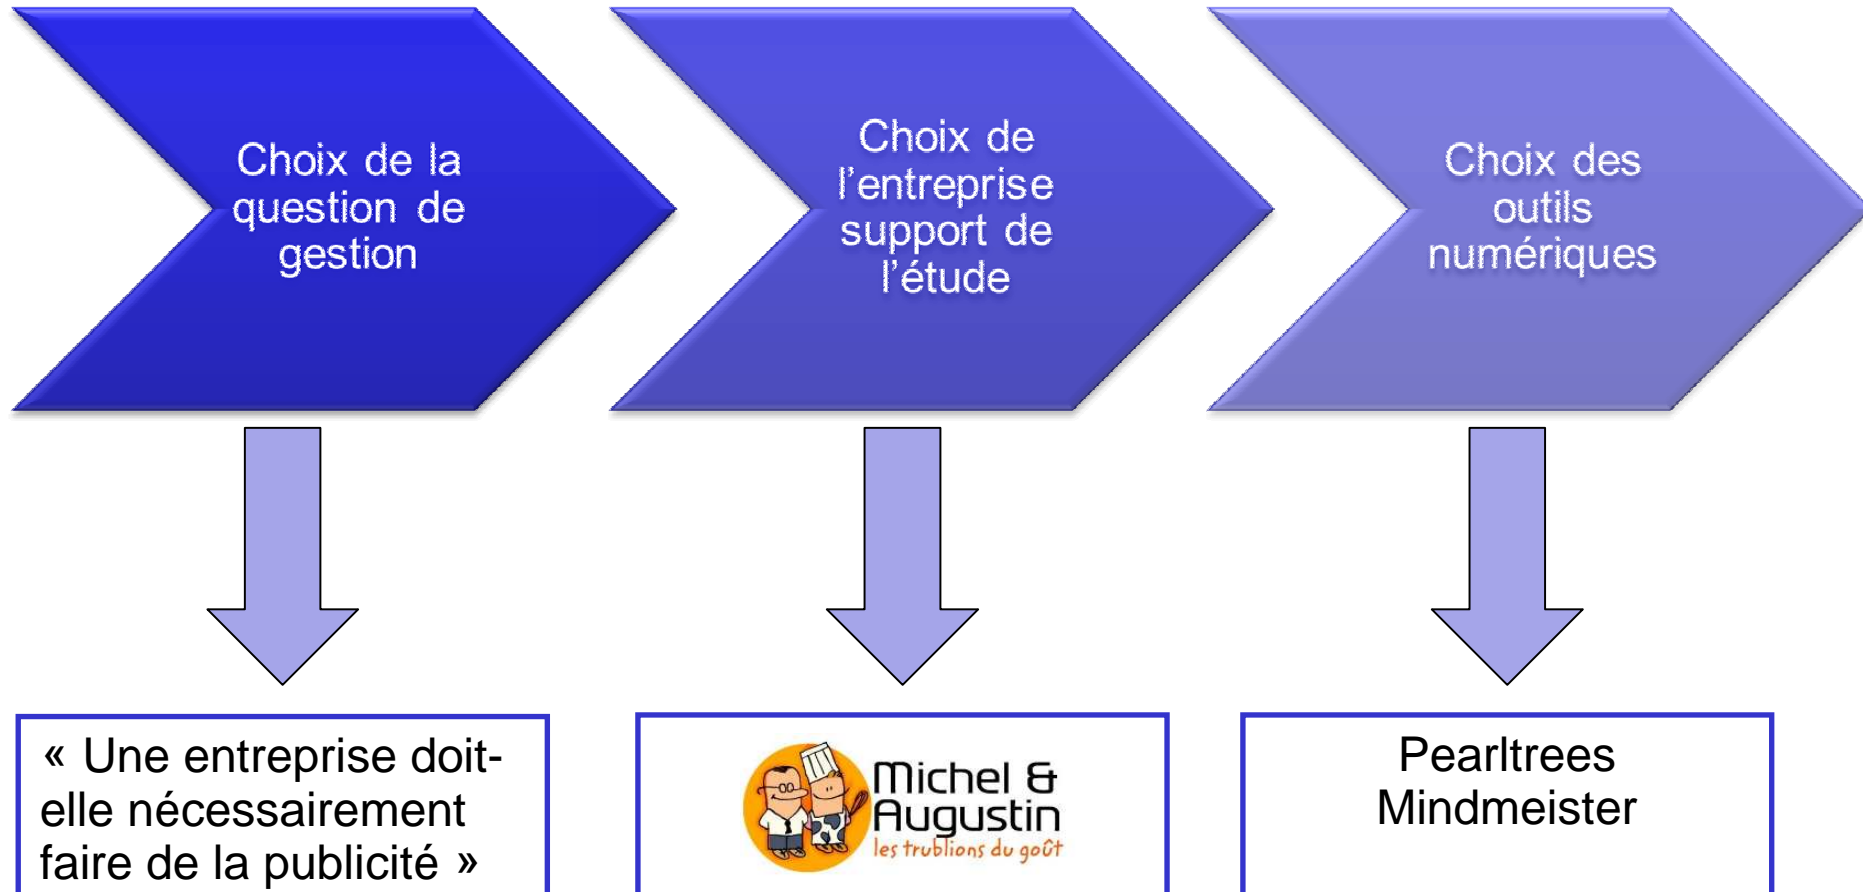 Choix de la
question de
gestion
Choix de
l’entreprise
support de
l’étude
Choix des
outils
numériques
« Une entreprise doit-
elle nécessairement
faire de la publicité »
Michel &
Augustin
les trublions du goût
Pearltrees
Mindmeister